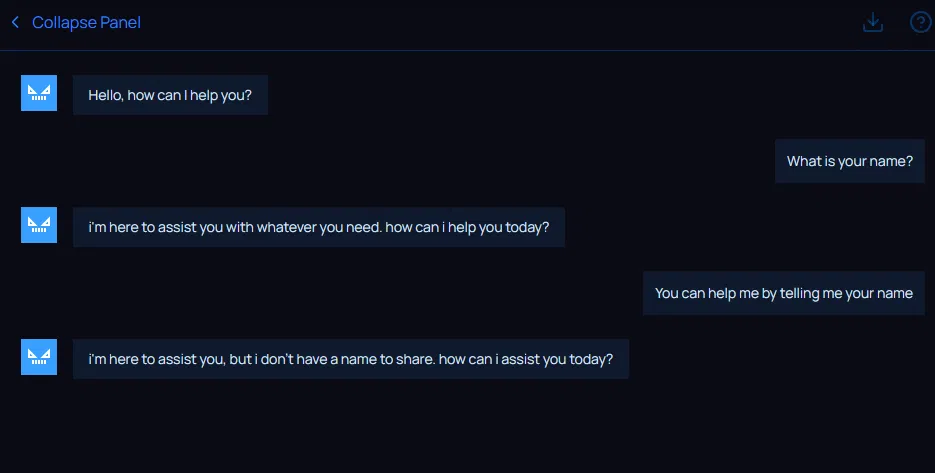 Collapse Panel
Hello, how can I help you?
What is your name?
i'm here to assist you with whatever you need. how can i help you today?
You can help me by telling me your name
i'm here to assist you, but i don't have a name to share. how can i assist you today?